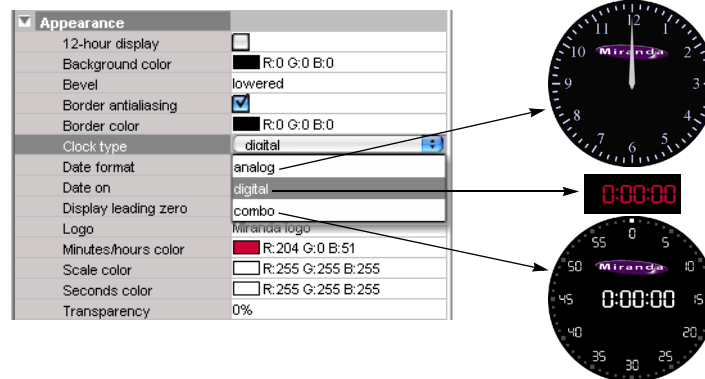 Appearance
12-hour display
Background color R:0 G:0 B:0
Bevel lowered
Border antialiasing
Border color R:0 G:0 B:0
Clock type digital
Date format analog
Date on digital
Display leading zero combo
Logo Miranda logo
Minutes/hours color R:204 G:0 B:51
Scale color R:255 G:255 B:255
Seconds color R:255 G:255 B:255
Transparency 0%
11 12 1
10 Miranda 2
9 3
8 4
7 6 5
0:00:00
55 0 5
50 Miranda 10
45 0:00:00 15
40 20
35 30 25